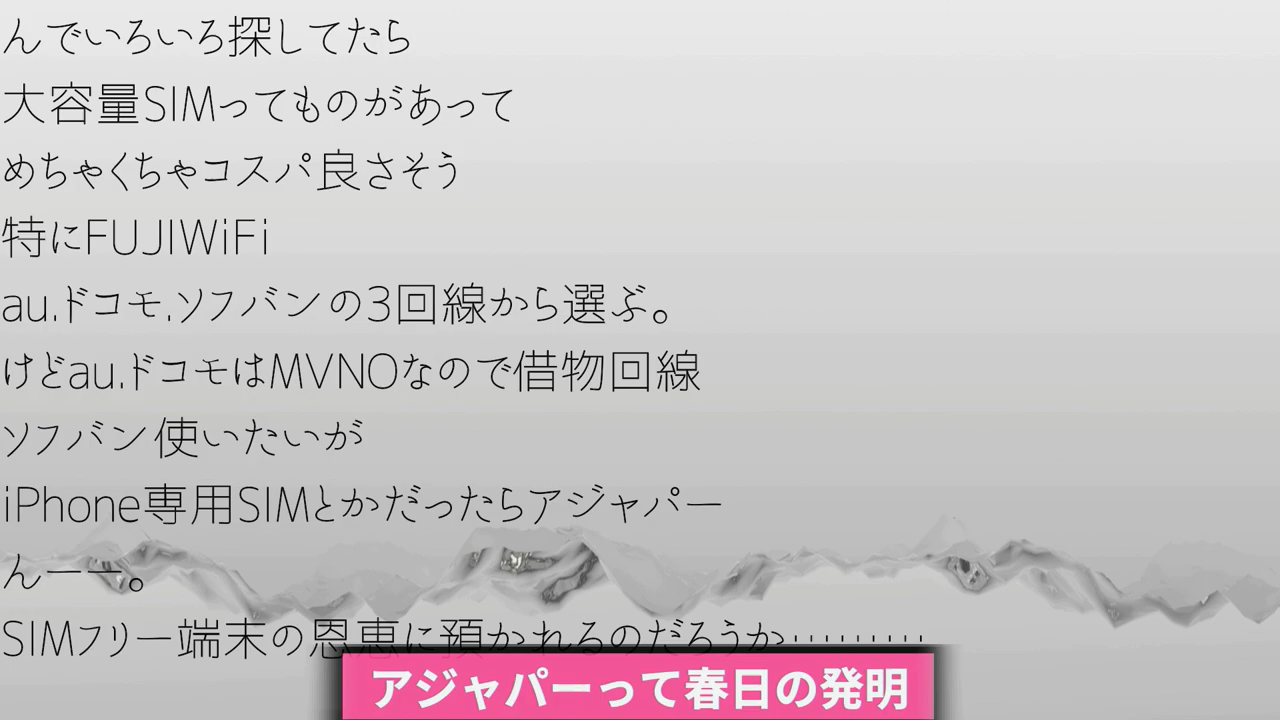 んでいろいろ探してたら
大容量SIMってものがあって
めちゃくちゃコスパ良さそう
特にFUJIWiFi
au.ドコモ.ソフバンの3回線から選ぶ。
けどau.ドコモはMVNOなので借物回線
ソフバン使いたいが
iPhone専用SIMとかだったらアジャパー
んーー。
SIMフリー端末の恩恵に預かれるのだろうか..........
アジャパーって春日の発明